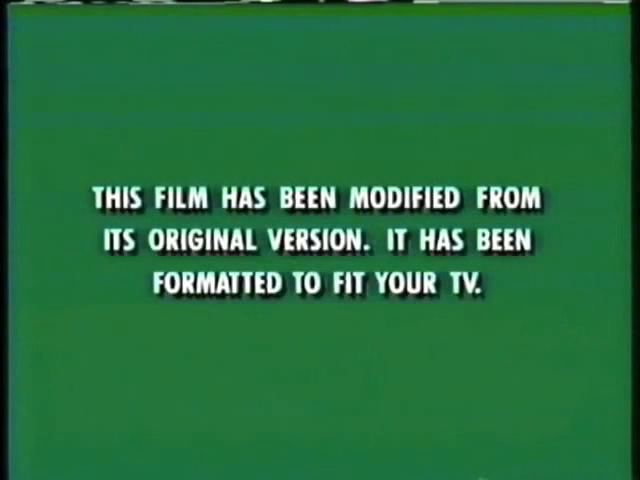 THIS FILM HAS BEEN MODIFIED FROM
ITS ORIGINAL VERSION. IT HAS BEEN
FORMATTED TO FIT YOUR TV.